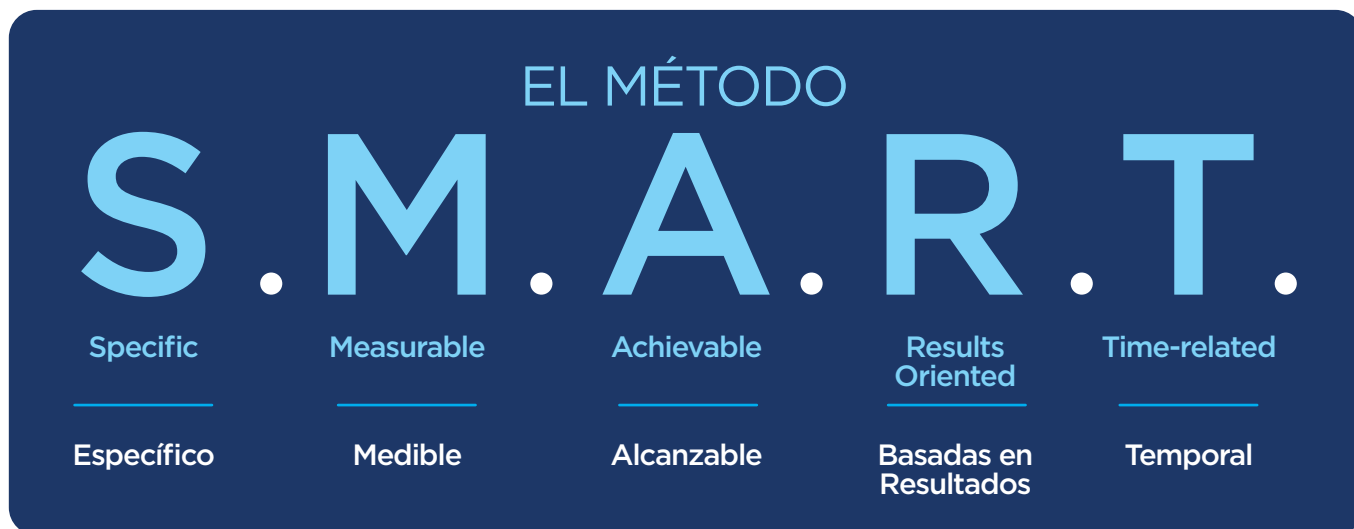 EL MÉTODO
S.M.A.R.T.
Specific Measurable Achievable Results Oriented Time-related
Específico Medible Alcanzable Basadas en Resultados Temporal